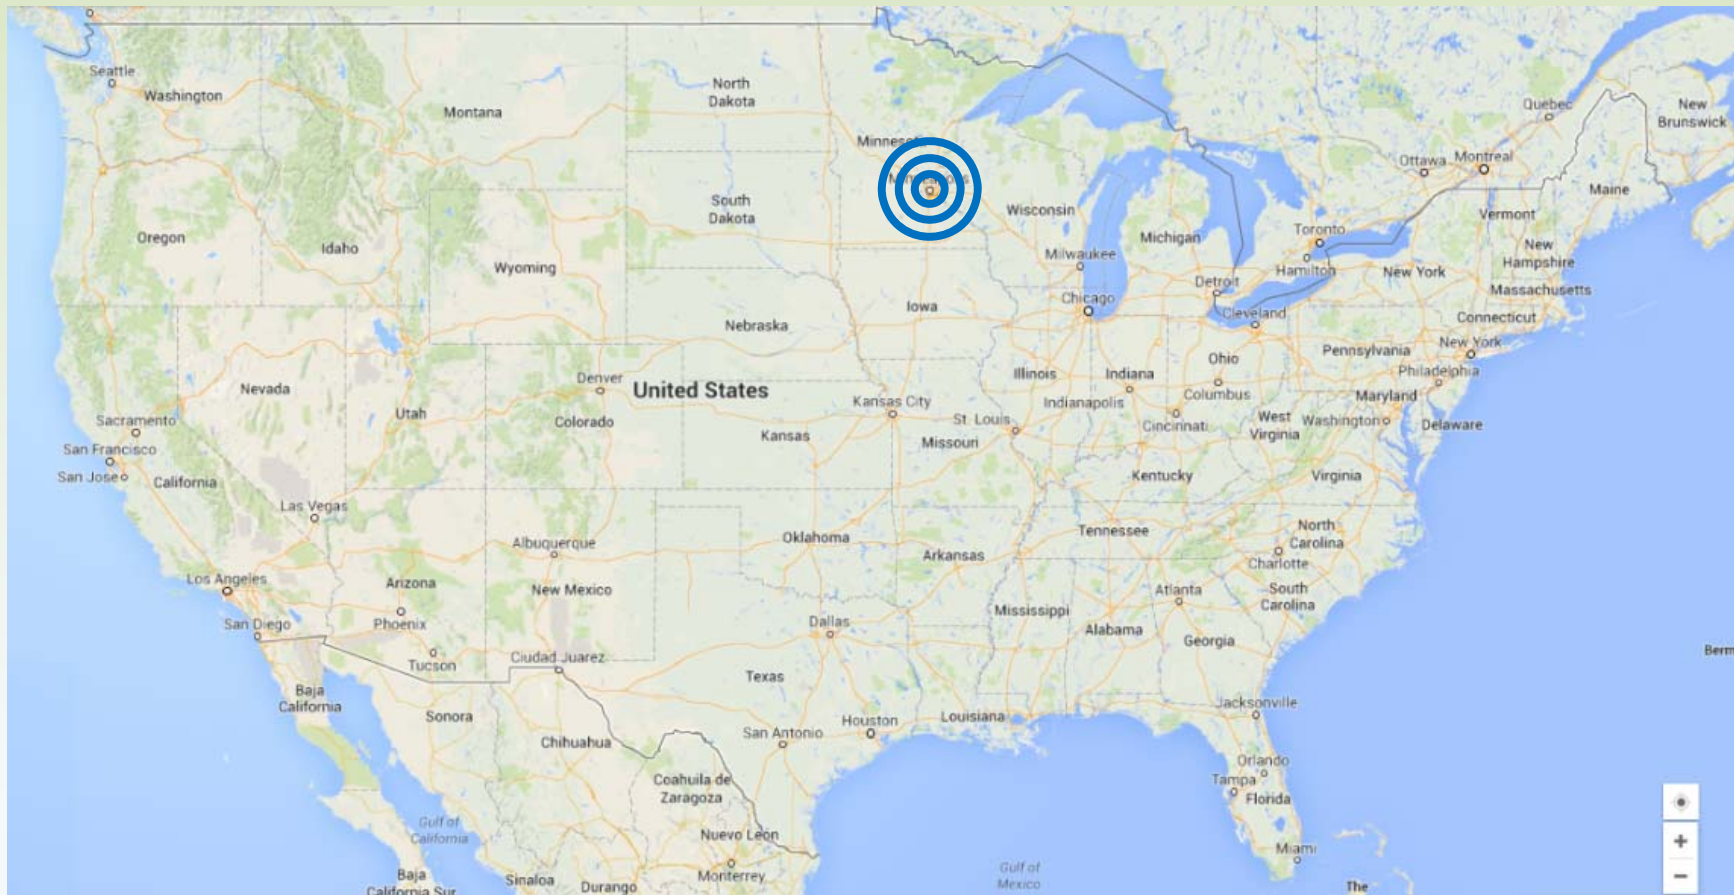 Seattle
Washington
Montana
North
Dakota
Quebec
New
Brunswick
Ottawa
Montreal
Maine
Oregon
Idaho
Wyoming
South
Dakota
Wisconsin
Milwaukee
Michigan
Toronto
Hamilton
Vermont
New
Hampshire
New York
Massachusetts
Connecticut
Detroit
Chicago
Cleveland
Iowa
Nebraska
Nevada
Utah
Denver
Colorado
United States
Kansas City
Kansas
St. Louis
Missouri
Illinois
Indiana
Indianapolis
Ohio
Columbus
Cincinnati
Pennsylvania
New York
Philadelphia
Maryland
West
Virginia
Washington
Delaware
Sacramento
San Francisco
San Jose
California
Las Vegas
Kentucky
Virginia
Albuquerque
New Mexico
Oklahoma
Arkansas
Tennessee
North
Carolina
Charlotte
South
Carolina
Los Angeles
San Diego
Arizona
Phoenix
Tucson
Ciudad Juarez
Dallas
Texas
Mississippi
Alabama
Atlanta
Georgia
Berm
Baja
California
Sonora
Chihuahua
San Antonio
Houston
Louisiana
Jacksonville
Coahuila de
Zaragoza
Orlando
Tampa
Florida
Gulf of
California
Nuevo León
Miami
Baja
California Sur
Sinaloa
Durango
Monterrey
Gulf of
Mexico
The
+
−